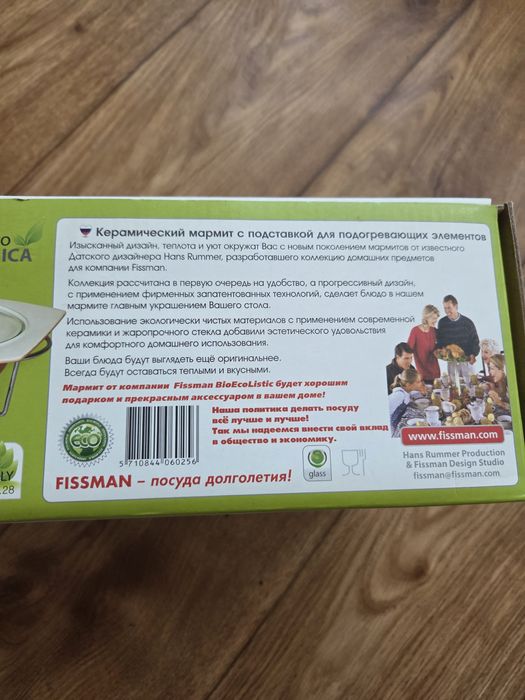 Керамический мармит с подставкой для подогревающих элементов
Изысканный дизайн, теплота и уют окружат Вас с новым поколением мармитов от известного
Датского дизайнера Hans Rummer, разработавшего коллекцию домашних предметов
для компании Fissman.
Коллекция рассчитана в первую очередь на удобство, а прогрессивный дизайн,
с применением фирменных запатентованных технологий, сделает блюдо в нашем
мармите главным украшением Вашего стола.
Использование экологически чистых материалов с применением современной
керамики и жаропрочного стекла добавили эстетического удовольствия
для комфортного домашнего использования.
Ваши блюда будут выглядеть ещё оригинальнее.
Всегда будут оставаться теплыми и вкусными.
Мармит от компании Fissman BioEcoListic будет хорошим
подарком и прекрасным аксессуаром в вашем доме!
Наша политика делать посуду
всё лучше и лучше!
Так мы надеемся внести свой вклад
в общество и экономику.
eco
5 710844 060256
FISSMAN – посуда долголетия!
glass
www.fissman.com
Hans Rummer Production
& Fissman Design Studio
fissman@fissman.com
TO
ICA
LY
.28